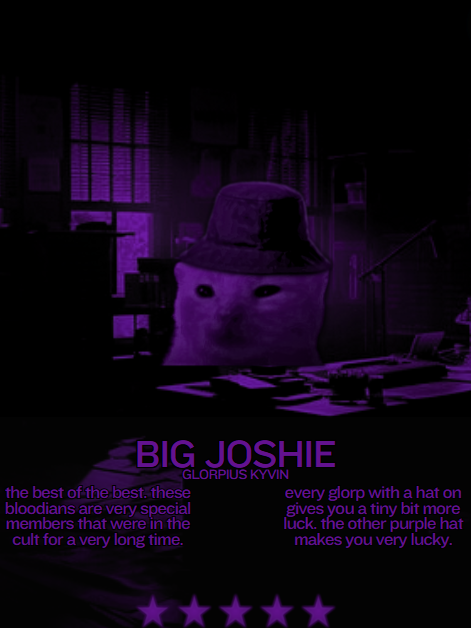 BIG JOSHIE
GLORPIUS KYVIN
the best of the best. these
bloodians are very special
members that were in the
cult for a very long time.
every glorp with a hat on
gives you a tiny bit more
luck. the other purple hat
makes you very lucky.